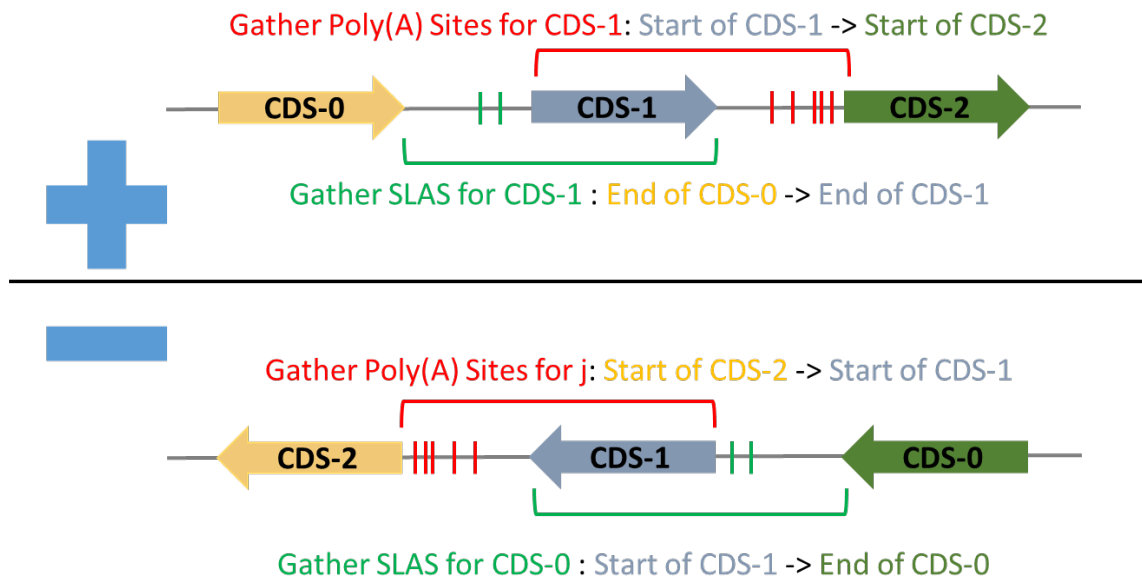 Gather Poly(A) Sites for CDS-1: Start of CDS-1 -> Start of CDS-2
CDS-0 CDS-1 CDS-2
Gather SLAS for CDS-1 : End of CDS-0 -> End of CDS-1
Gather Poly(A) Sites for j: Start of CDS-2 -> Start of CDS-1
CDS-2 CDS-1 CDS-0
Gather SLAS for CDS-0 : Start of CDS-1 -> End of CDS-0